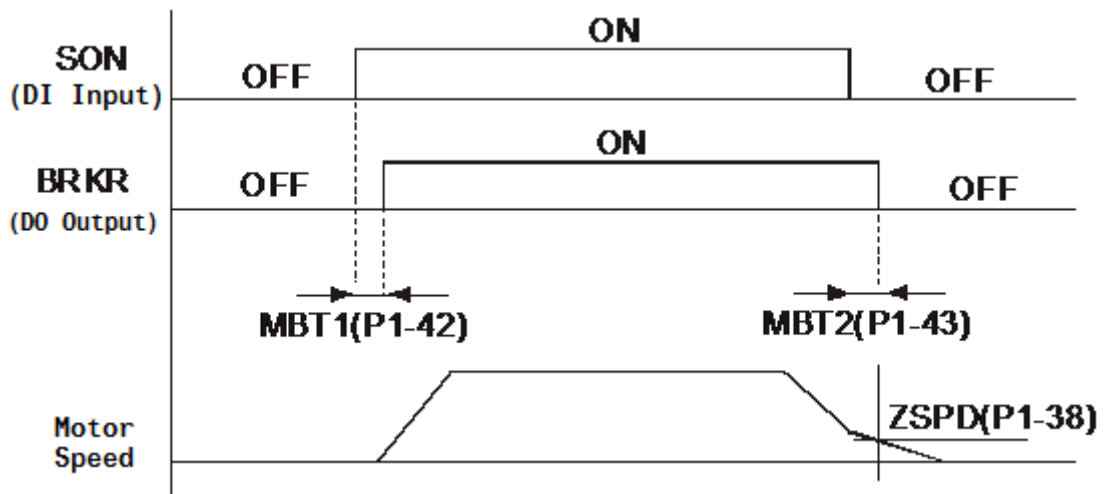 ON
SON
OFF
OFF
(DI Input)
ON
BRKR
OFF
OFF
(DO Output)
MBT1(P1-42)
MBT2(P1-43)
ZSPD(P1-38)
Motor
Speed